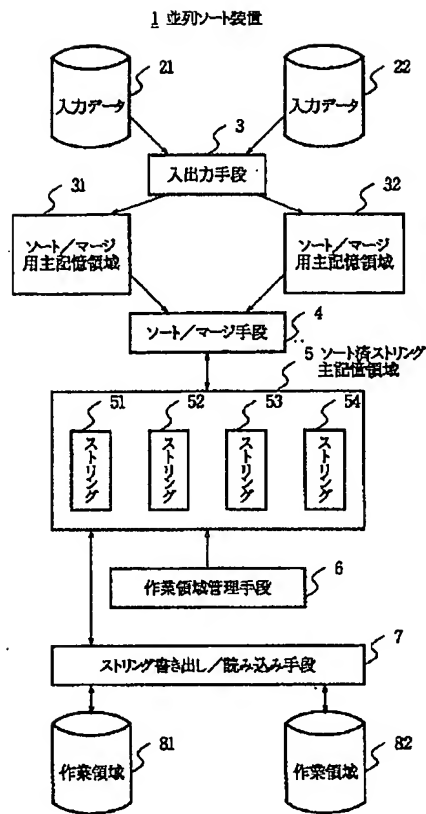 1 並列ソート装置
21
22
入力データ
入力データ
3
入出力手段
31
32
ソート/マージ
用主記憶領域
ソート/マージ
用主記憶領域
4
ソート/マージ手段
5 ソート済ストリング
主記憶領域
51
52
53
54
ストリング
ストリング
ストリング
ストリング
6
作業領域管理手段
7
ストリング書き出し/読み込み手段
81
82
作業領域
作業領域